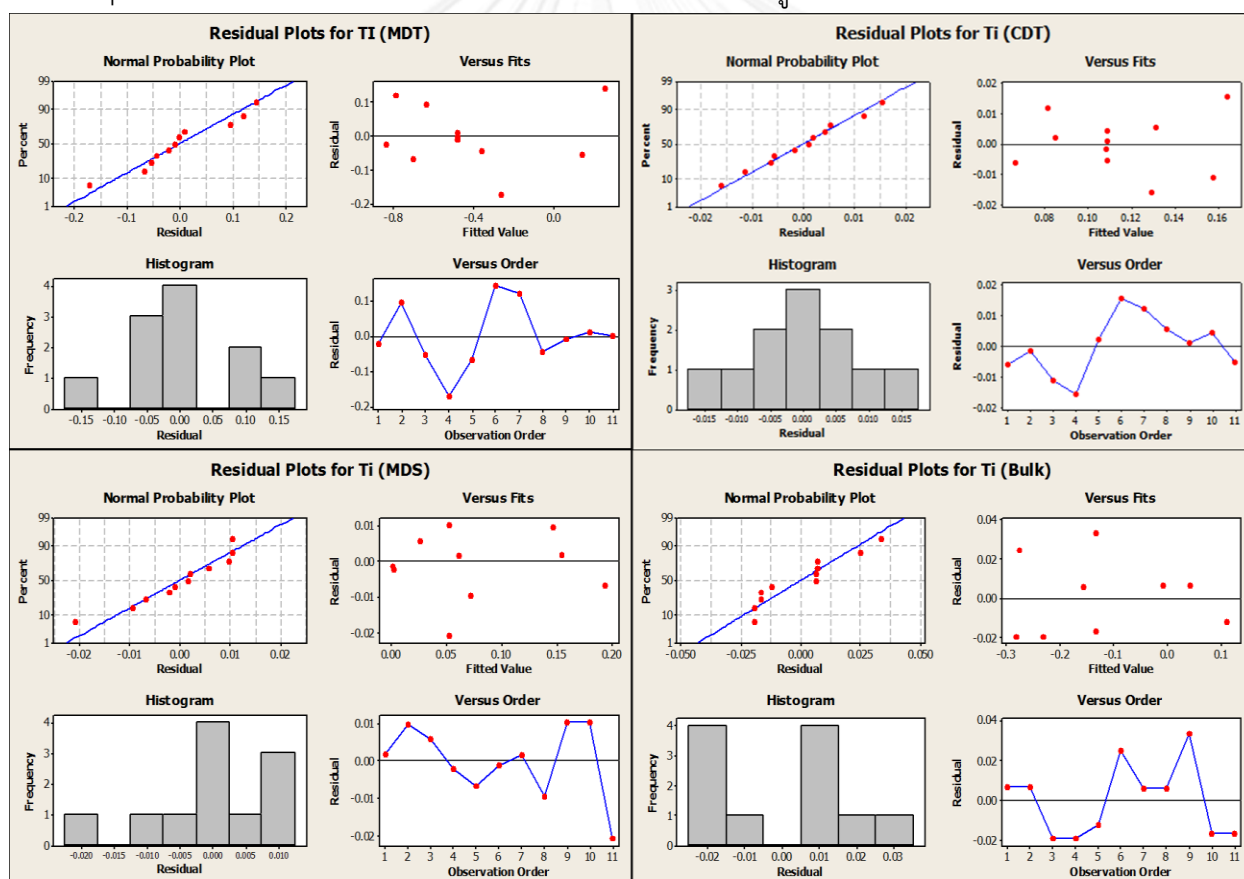 Residual Plots for TI (MDT)
Normal Probability Plot
99
90
50
10
1
Percent
-0.2 -0.1 0.0 0.1 0.2
Residual
Versus Fits
0.1
0.0
-0.1
-0.2
Residual
-0.8 -0.4 0.0
Fitted Value
Histogram
4
3
2
1
0
Frequency
-0.15 -0.10 -0.05 0.00 0.05 0.10 0.15
Residual
Versus Order
0.1
0.0
-0.1
-0.2
Residual
1 2 3 4 5 6 7 8 9 10 11
Observation Order
Residual Plots for Ti (CDT)
Normal Probability Plot
99
90
50
10
1
Percent
-0.02 -0.01 0.00 0.01 0.02
Residual
Versus Fits
0.02
0.01
0.00
-0.01
-0.02
Residual
0.08 0.10 0.12 0.14 0.16
Fitted Value
Histogram
3
2
1
0
Frequency
-0.015 -0.010 -0.005 0.000 0.005 0.010 0.015
Residual
Versus Order
0.02
0.01
0.00
-0.01
-0.02
Residual
1 2 3 4 5 6 7 8 9 10 11
Observation Order
Residual Plots for Ti (MDS)
Normal Probability Plot
99
90
50
10
1
Percent
-0.02 -0.01 0.00 0.01 0.02
Residual
Versus Fits
0.01
0.00
-0.01
-0.02
Residual
0.00 0.05 0.10 0.15 0.20
Fitted Value
Histogram
4
3
2
1
0
Frequency
-0.020 -0.010 -0.005 0.000 0.010
Residual
Versus Order
0.01
0.00
-0.01
-0.02
Residual
1 2 3 4 5 6 7 8 9 10 11
Observation Order
Residual Plots for Ti (Bulk)
Normal Probability Plot
99
90
50
10
1
Percent
-0.050 -0.025 0.000 0.025 0.050
Residual
Versus Fits
0.04
0.02
0.00
-0.02
Residual
-0.3 -0.2 -0.1 0.0 0.1
Fitted Value
Histogram
4
3
2
1
0
Frequency
-0.02 -0.01 0.00 0.01 0.02 0.03
Residual
Versus Order
0.04
0.02
0.00
-0.02
Residual
1 2 3 4 5 6 7 8 9 10 11
Observation Order